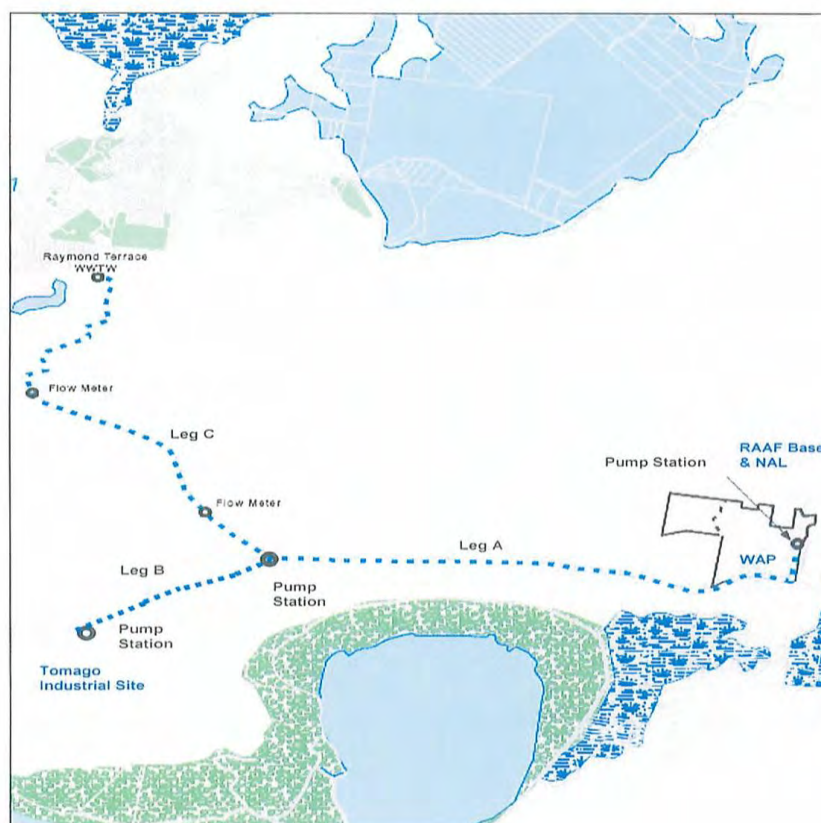 Raymond Terrace
WWTW
Flow Meter
Leg C
RAAF Base
& NAL
Pump Station
Flow Meter
Leg A
WAP
Leg B
Pump
Station
Pump
Station
Tomago
Industrial Site